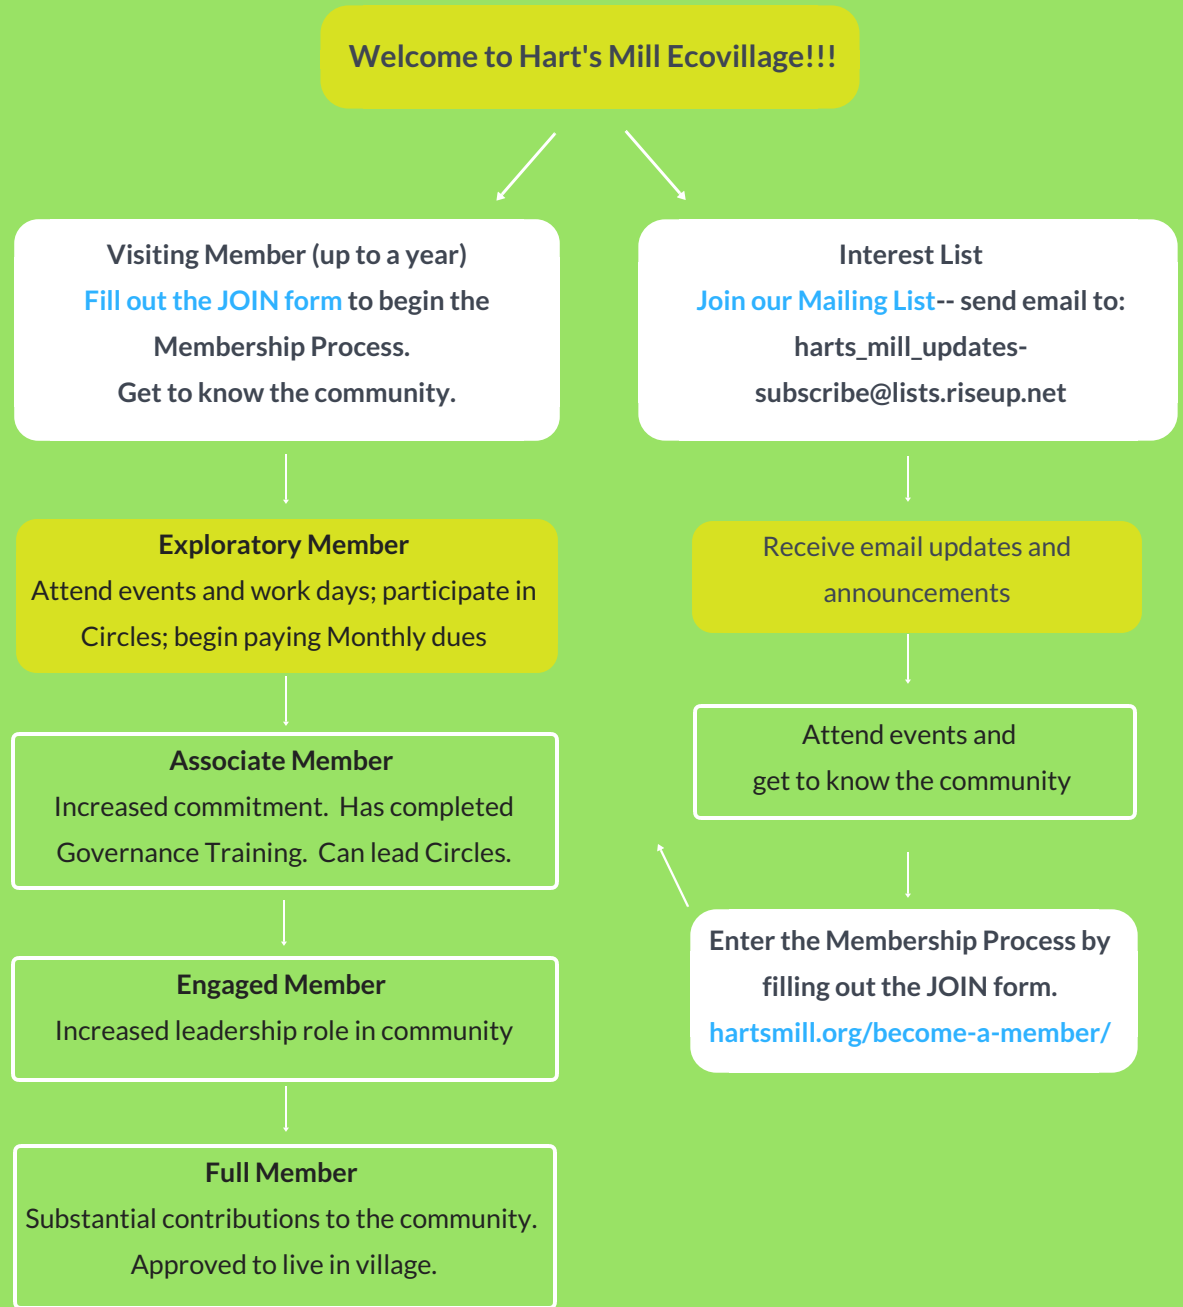 Welcome to Hart's Mill Ecovillage!!!
Visiting Member (up to a year)
Fill out the JOIN form to begin the
Membership Process.
Get to know the community.
Interest List
Join our Mailing List-- send email to:
harts_mill_updates-
subscribe@lists.riseup.net
Exploratory Member
Attend events and work days; participate in
Circles; begin paying Monthly dues
Receive email updates and
announcements
Associate Member
Increased commitment.  Has completed
Governance Training.  Can lead Circles.
Attend events and
get to know the community
Engaged Member
Increased leadership role in community
Enter the Membership Process by
filling out the JOIN form.
hartsmill.org/become-a-member/
Full Member
Substantial contributions to the community.
Approved to live in village.